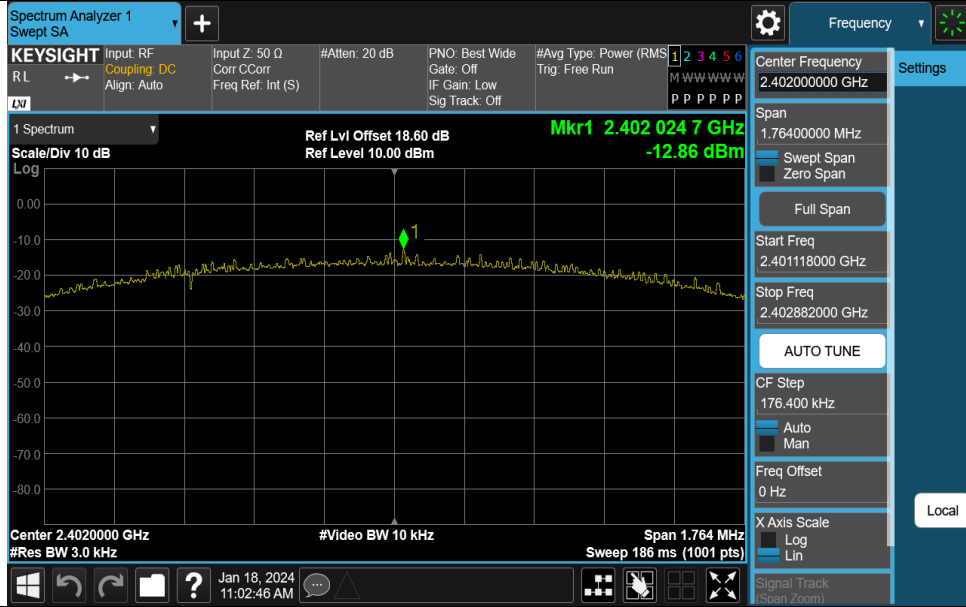 Spectrum Analyzer 1
Swept SA
Frequency
KEYSIGHT
RL
LXI
Input: RF
Coupling: DC
Align: Auto
Input Z: 50 Ω
Corr CCorr
Freq Ref: Int (S)
#Atten: 20 dB
PNO: Best Wide
Gate: Off
IF Gain: Low
Sig Track: Off
#Avg Type: Power (RMS
Trig: Free Run
1 2 3 4 5 6
M W W W W W
P P P P P P
1 Spectrum
Scale/Div 10 dB
Log
Ref Lvl Offset 18.60 dB
Ref Level 10.00 dBm
Mkr1 2.402 024 7 GHz
-12.86 dBm
1
0.00
-10.0
-20.0
-30.0
-40.0
-50.0
-60.0
-70.0
-80.0
Center 2.4020000 GHz
#Res BW 3.0 kHz
#Video BW 10 kHz
Span 1.764 MHz
Sweep 186 ms (1001 pts)
Center Frequency
2.402000000 GHz
Span
1.76400000 MHz
Swept Span
Zero Span
Full Span
Start Freq
2.401118000 GHz
Stop Freq
2.402882000 GHz
AUTO TUNE
CF Step
176.400 kHz
Auto
Man
Freq Offset
0 Hz
X Axis Scale
Log
Lin
Signal Track
(Span Zoom)
Settings
Local
?
Jan 18, 2024
11:02:46 AM